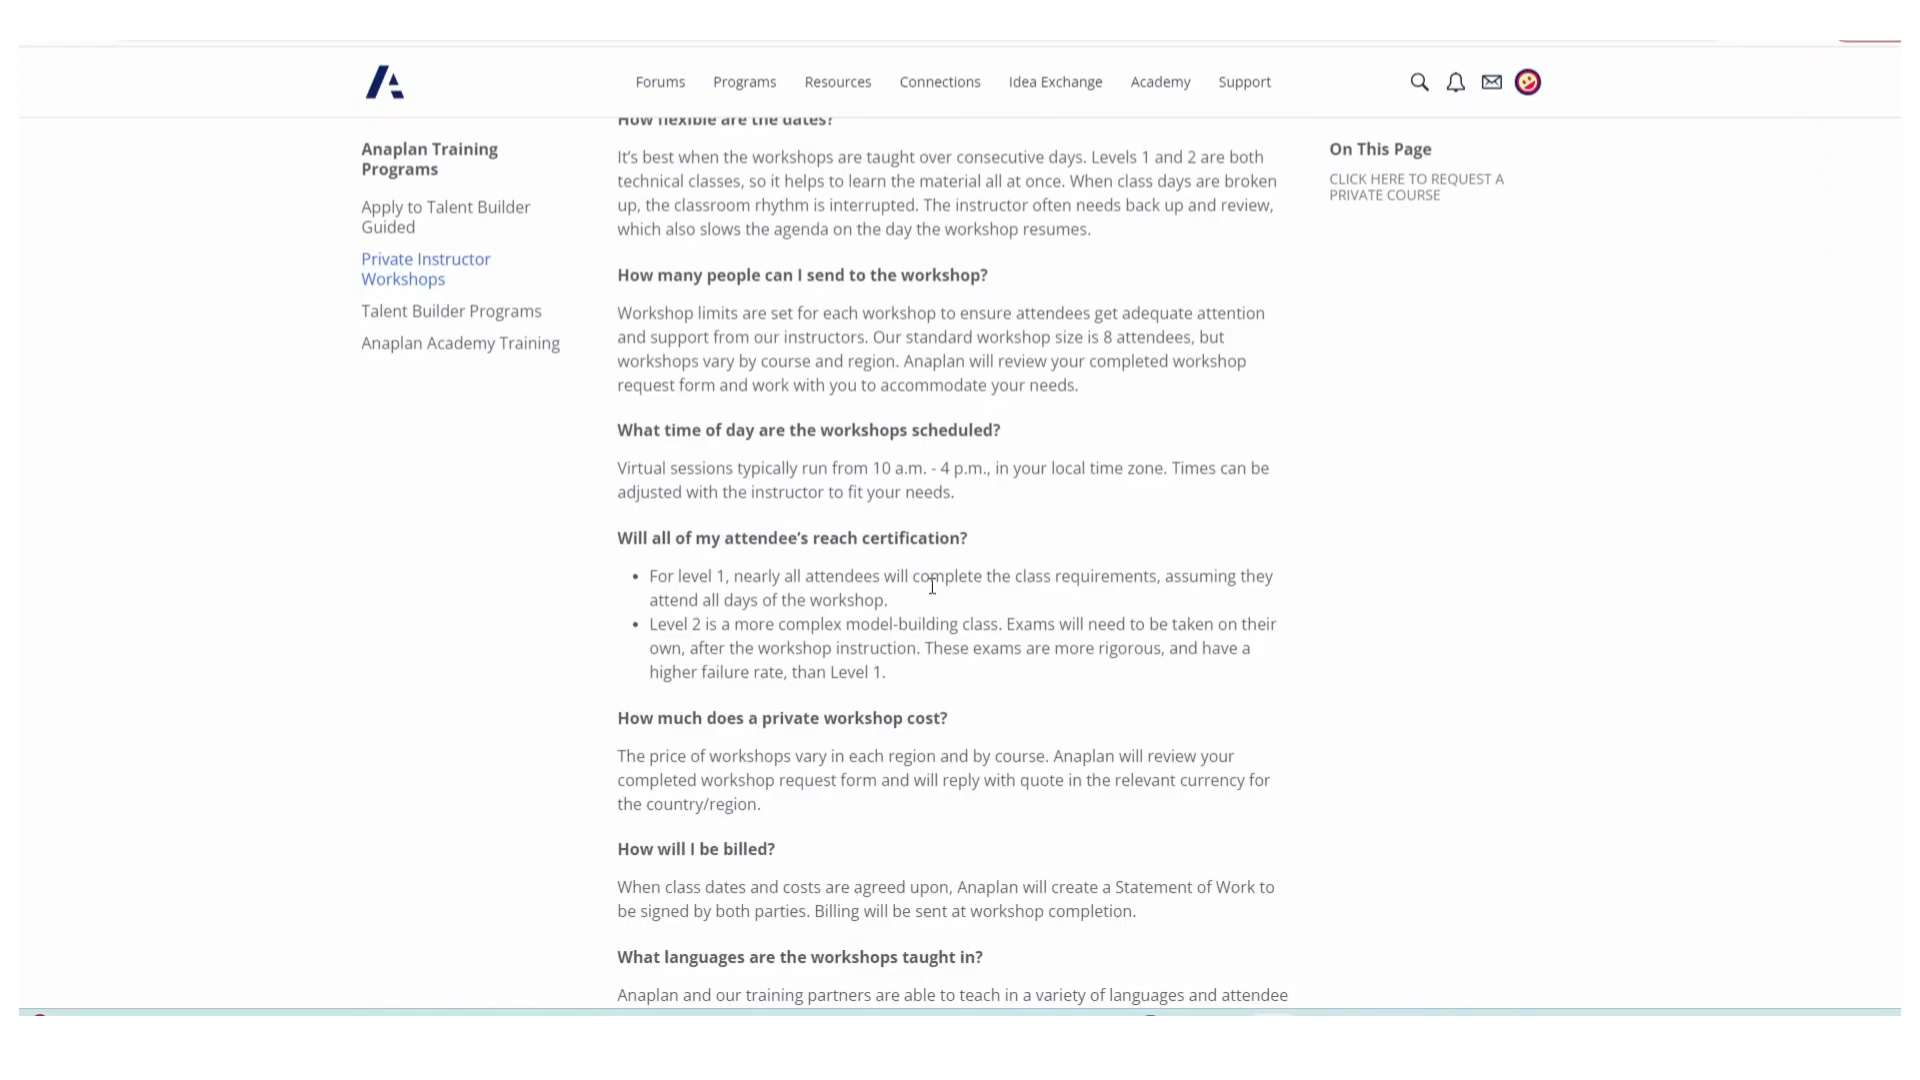 Forums Programs Resources Connections Idea Exchange Academy Support
Anaplan Training
Programs
Apply to Talent Builder
Guided
Private Instructor
Workshops
Talent Builder Programs
Anaplan Academy Training
How flexible are the dates?
It’s best when the workshops are taught over consecutive days. Levels 1 and 2 are both
technical classes, so it helps to learn the material all at once. When class days are broken
up, the classroom rhythm is interrupted. The instructor often needs back up and review,
which also slows the agenda on the day the workshop resumes.
How many people can I send to the workshop?
Workshop limits are set for each workshop to ensure attendees get adequate attention
and support from our instructors. Our standard workshop size is 8 attendees, but
workshops vary by course and region. Anaplan will review your completed workshop
request form and work with you to accommodate your needs.
What time of day are the workshops scheduled?
Virtual sessions typically run from 10 a.m. - 4 p.m., in your local time zone. Times can be
adjusted with the instructor to fit your needs.
Will all of my attendee’s reach certification?
• For level 1, nearly all attendees will complete the class requirements, assuming they
attend all days of the workshop.
• Level 2 is a more complex model-building class. Exams will need to be taken on their
own, after the workshop instruction. These exams are more rigorous, and have a
higher failure rate, than Level 1.
How much does a private workshop cost?
The price of workshops vary in each region and by course. Anaplan will review your
completed workshop request form and will reply with quote in the relevant currency for
the country/region.
How will I be billed?
When class dates and costs are agreed upon, Anaplan will create a Statement of Work to
be signed by both parties. Billing will be sent at workshop completion.
What languages are the workshops taught in?
Anaplan and our training partners are able to teach in a variety of languages and attendee
On This Page
CLICK HERE TO REQUEST A
PRIVATE COURSE